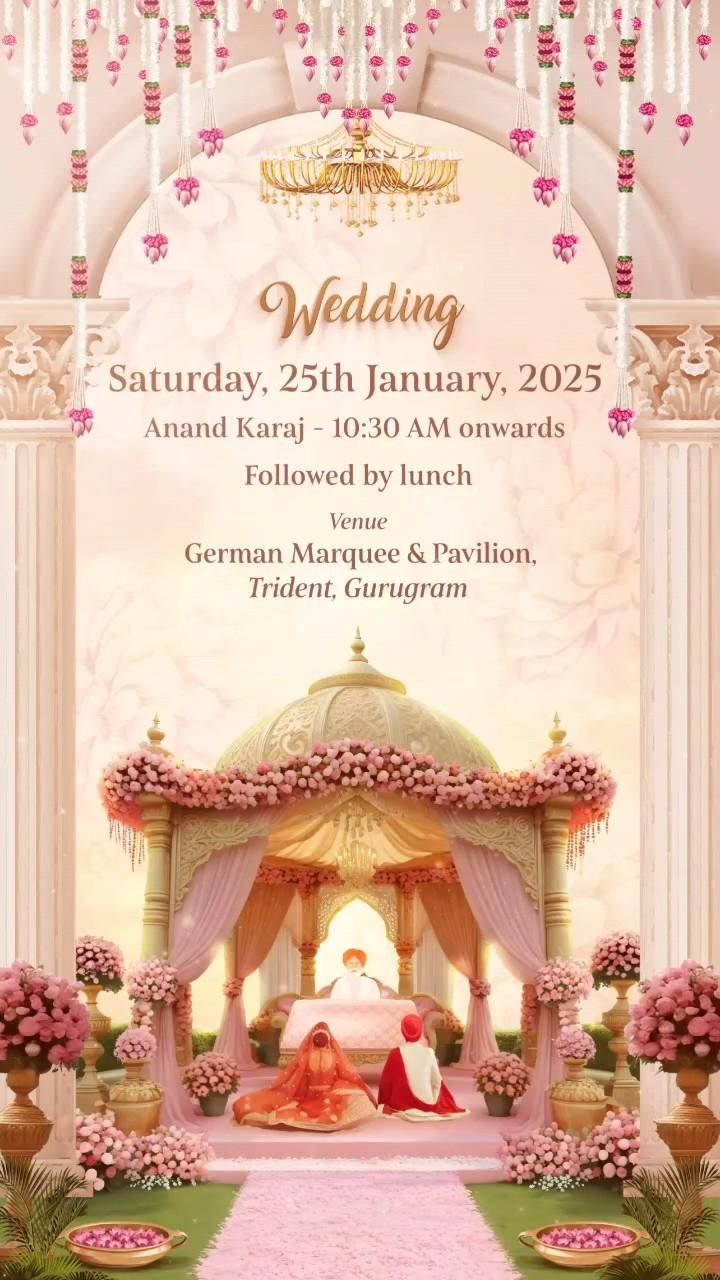 Wedding
Saturday, 25th January, 2025
Anand Karaj - 10:30 AM onwards
Followed by lunch
Venue
German Marquee & Pavilion,
Trident, Gurugram